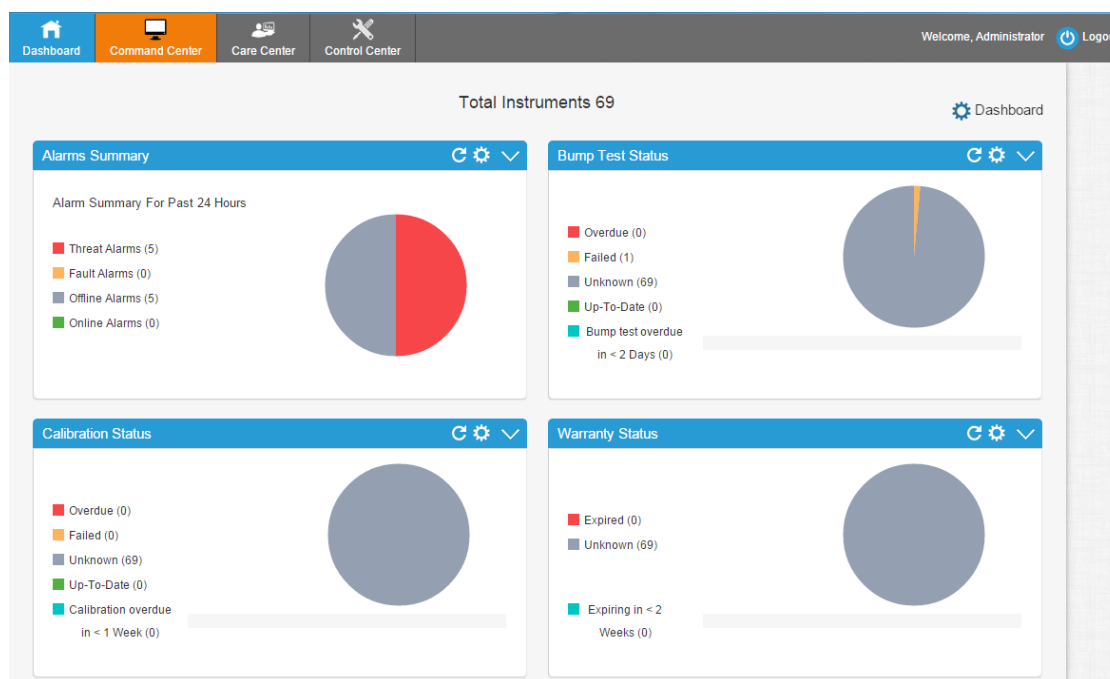 Dashboard
Command Center
Care Center
Control Center
Welcome, Administrator
Total Instruments 69
Dashboard
Alarms Summary
Alarm Summary For Past 24 Hours
Threat Alarms (5)
Fault Alarms (0)
Offline Alarms (5)
Online Alarms (0)
Bump Test Status
Overdue (0)
Failed (1)
Unknown (69)
Up-To-Date (0)
Bump test overdue
in < 2 Days (0)
Calibration Status
Overdue (0)
Failed (0)
Unknown (69)
Up-To-Date (0)
Calibration overdue
in < 1 Week (0)
Warranty Status
Expired (0)
Unknown (69)
Expiring in < 2
Weeks (0)